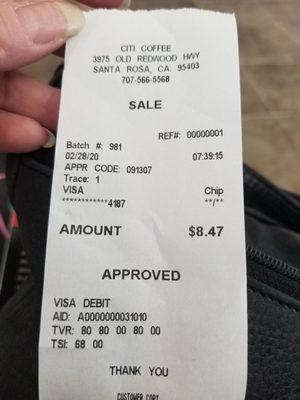 CITI COFFEE
3975 OLD REDWOOD HWY
SANTA ROSA, CA. 95403
707-566-5568
SALE
REF#: 00000001
Batch #: 981
02/28/20 07:39:15
APPR CODE: 091307
Trace: 1
VISA Chip
************4187 **/**
AMOUNT $8.47
APPROVED
VISA DEBIT
AID: A0000000031010
TVR: 80 80 00 80 00
TSI: 68 00
THANK YOU
CUSTOMER COPY